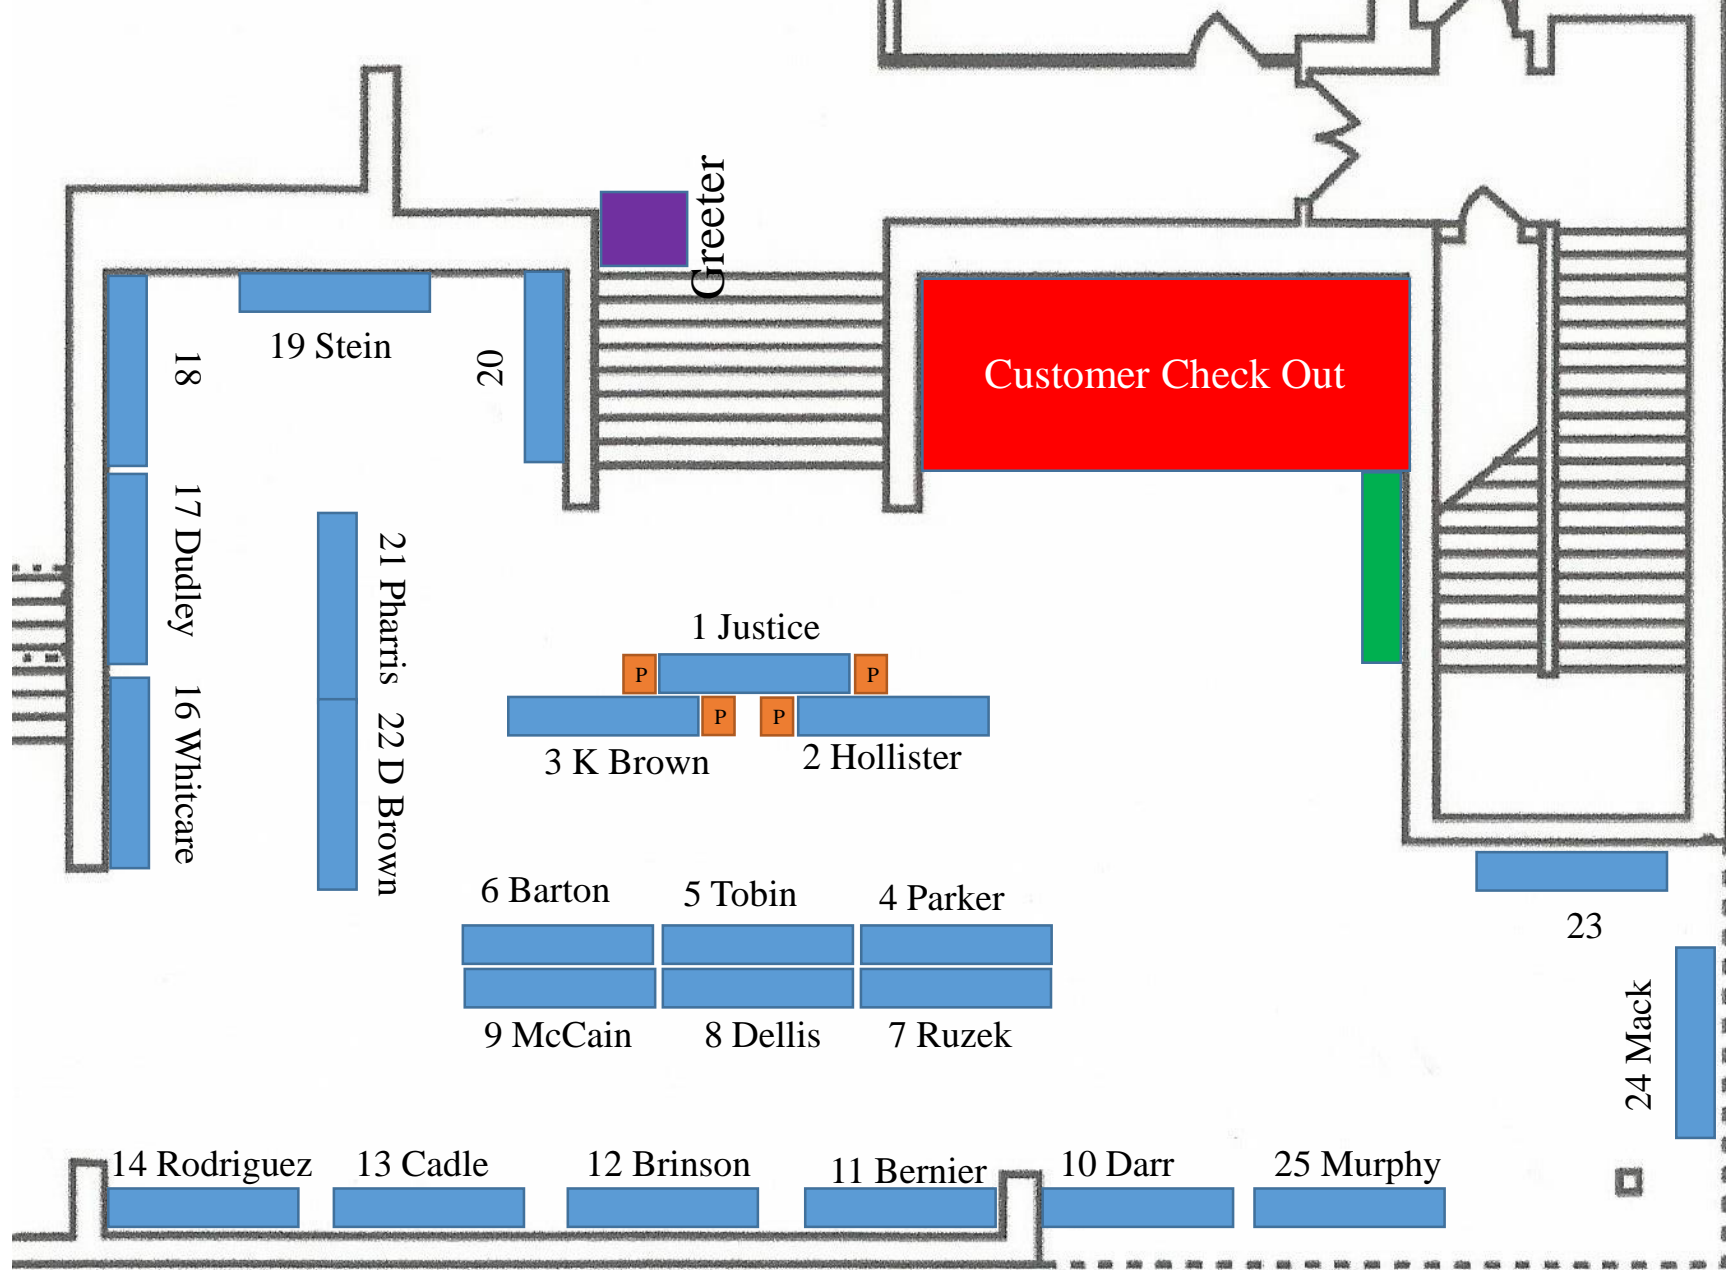 Greeter
19 Stein
18
20
Customer Check Out
17 Dudley
21 Pharris
1 Justice
P
P
P
P
16 Whitcare
22 D Brown
3 K Brown
2 Hollister
6 Barton
5 Tobin
4 Parker
23
9 McCain
8 Dellis
7 Ruzek
24 Mack
14 Rodriguez
13 Cadle
12 Brinson
11 Bernier
10 Darr
25 Murphy